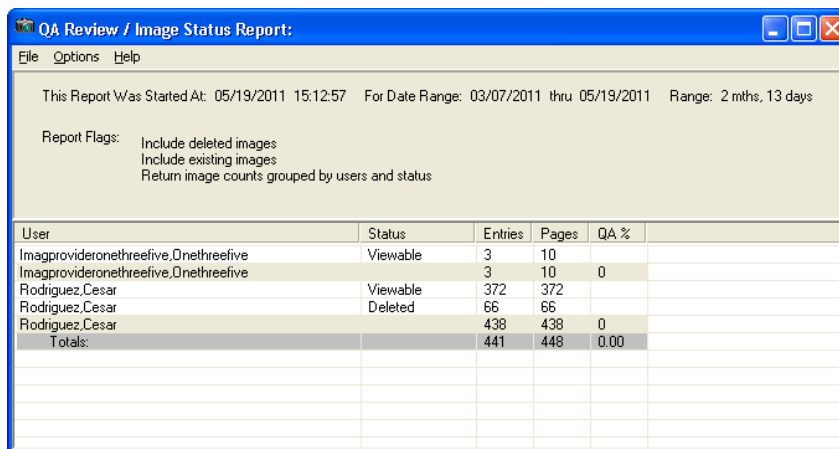 QA Review / Image Status Report:
File Options Help
This Report Was Started At: 05/19/2011 15:12:57 For Date Range: 03/07/2011 thru 05/19/2011 Range: 2 mths, 13 days
Report Flags:
Include deleted images
Include existing images
Return image counts grouped by users and status
User Status Entries Pages QA %
Imagprovideronethreefive,Onethreefive Viewable 3 10
Imagprovideronethreefive,Onethreefive 3 10 0
Rodriguez,Cesar Viewable 372 372
Rodriguez,Cesar Deleted 66 66
Rodriguez,Cesar 438 438 0
Totals: 441 448 0.00